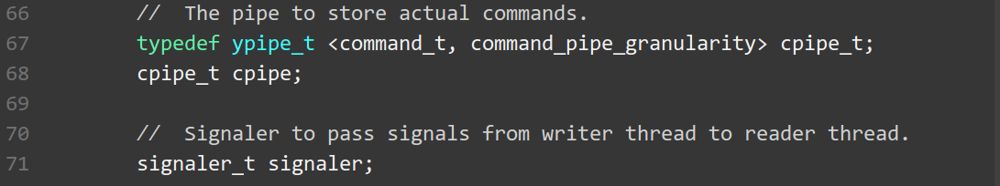 66 //  The pipe to store actual commands.
67 typedef ypipe_t <command_t, command_pipe_granularity> cpipe_t;
68 cpipe_t cpipe;
69
70 //  Signaler to pass signals from writer thread to reader thread.
71 signaler_t signaler;